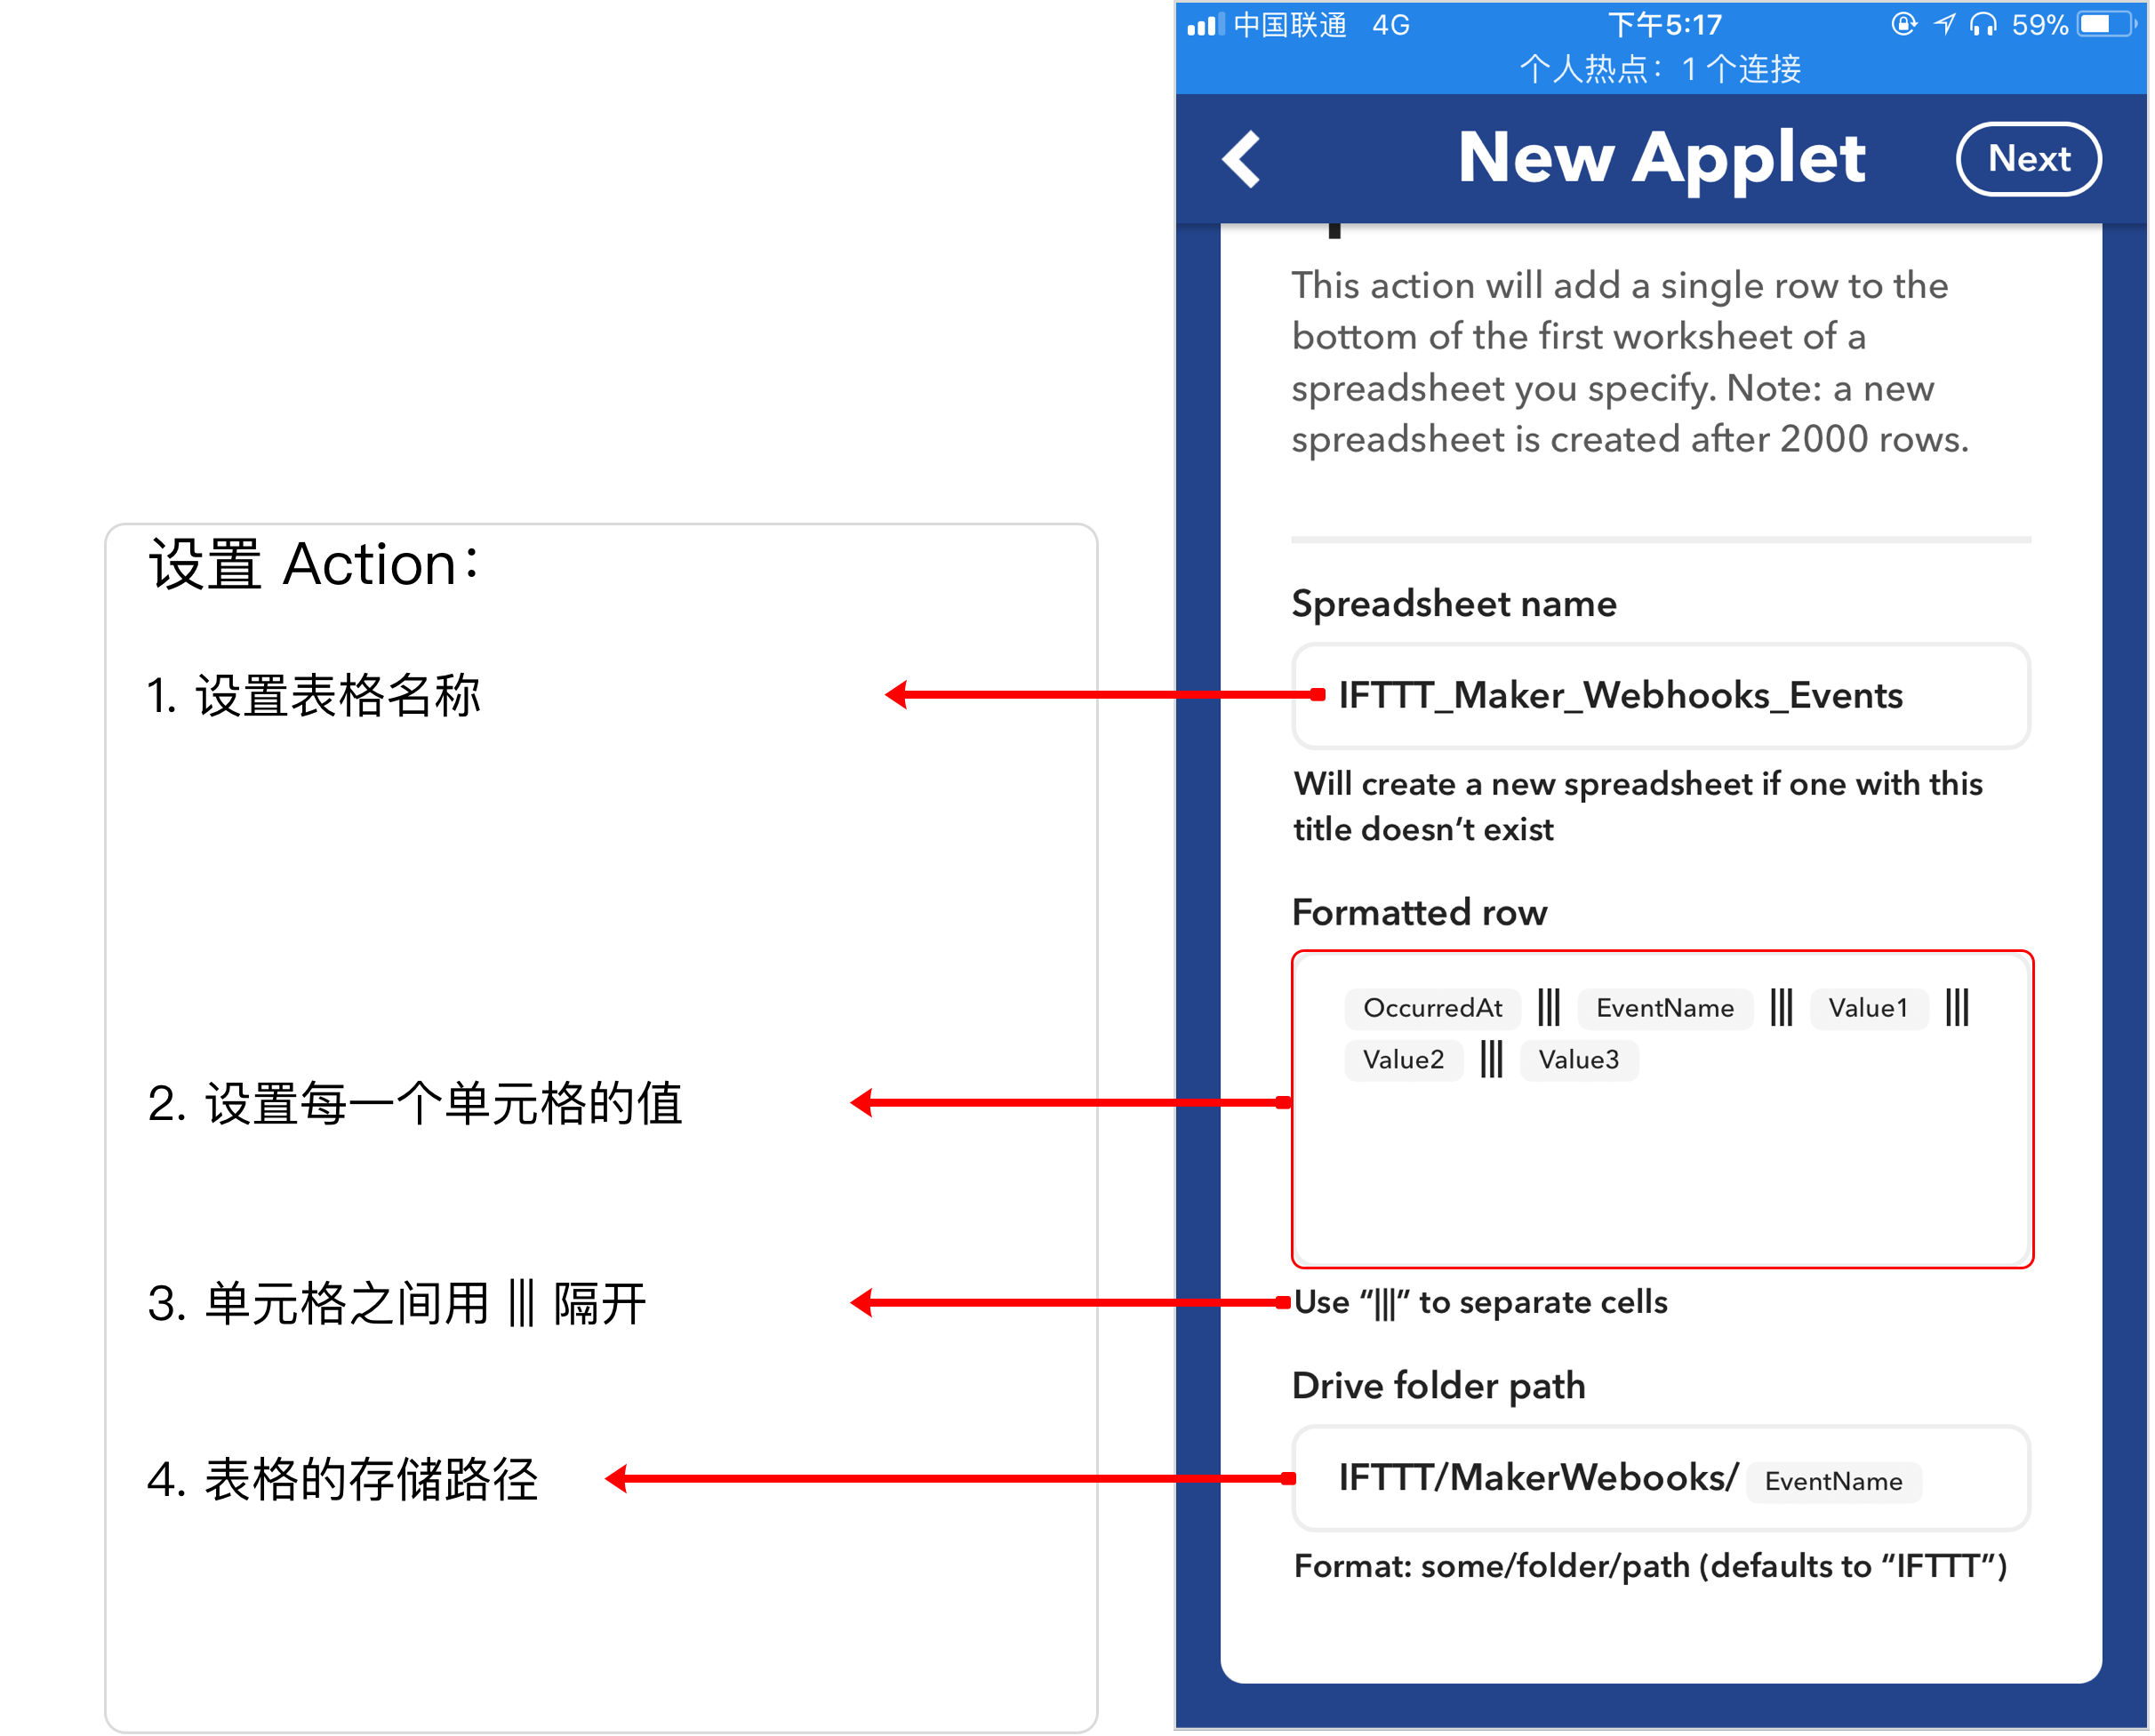 中国联通 4G 下午5:17 59%
个人热点：1 个连接
New Applet
Next
This action will add a single row to the
bottom of the first worksheet of a
spreadsheet you specify. Note: a new
spreadsheet is created after 2000 rows.
设置 Action：
Spreadsheet name
1. 设置表格名称
IFTTT_Maker_Webhooks_Events
Will create a new spreadsheet if one with this
title doesn’t exist
Formatted row
OccurredAt ||| EventName ||| Value1 |||
Value2 ||| Value3
2. 设置每一个单元格的值
3. 单元格之间用 ||| 隔开
Use “|||” to separate cells
Drive folder path
4. 表格的存储路径
IFTTT/MakerWebooks/ EventName
Format: some/folder/path (defaults to “IFTTT”)